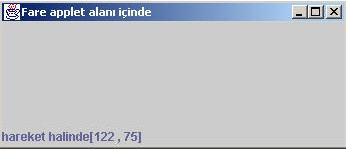 Fare applet alanı içinde
hareket halinde[122 , 75]